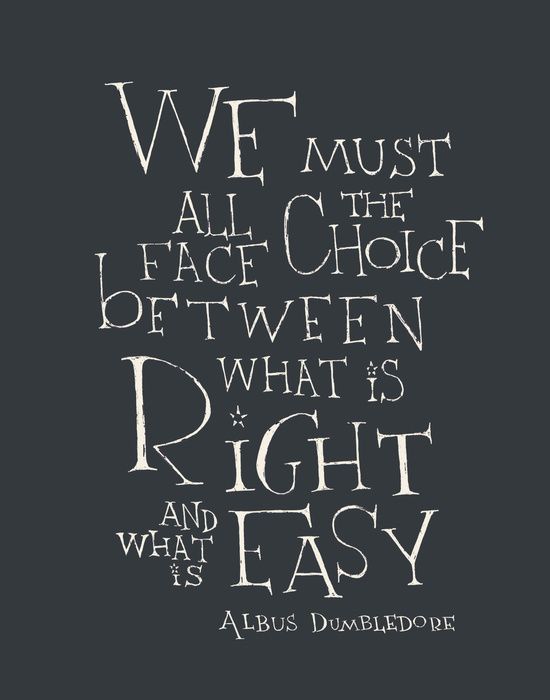 WE MUST
ALL THE
FACE CHOICE
bETWEEN
WHAT iS
RiGHT
AND
WHAT
iS EASY
ALBUS DUMBLEDORE